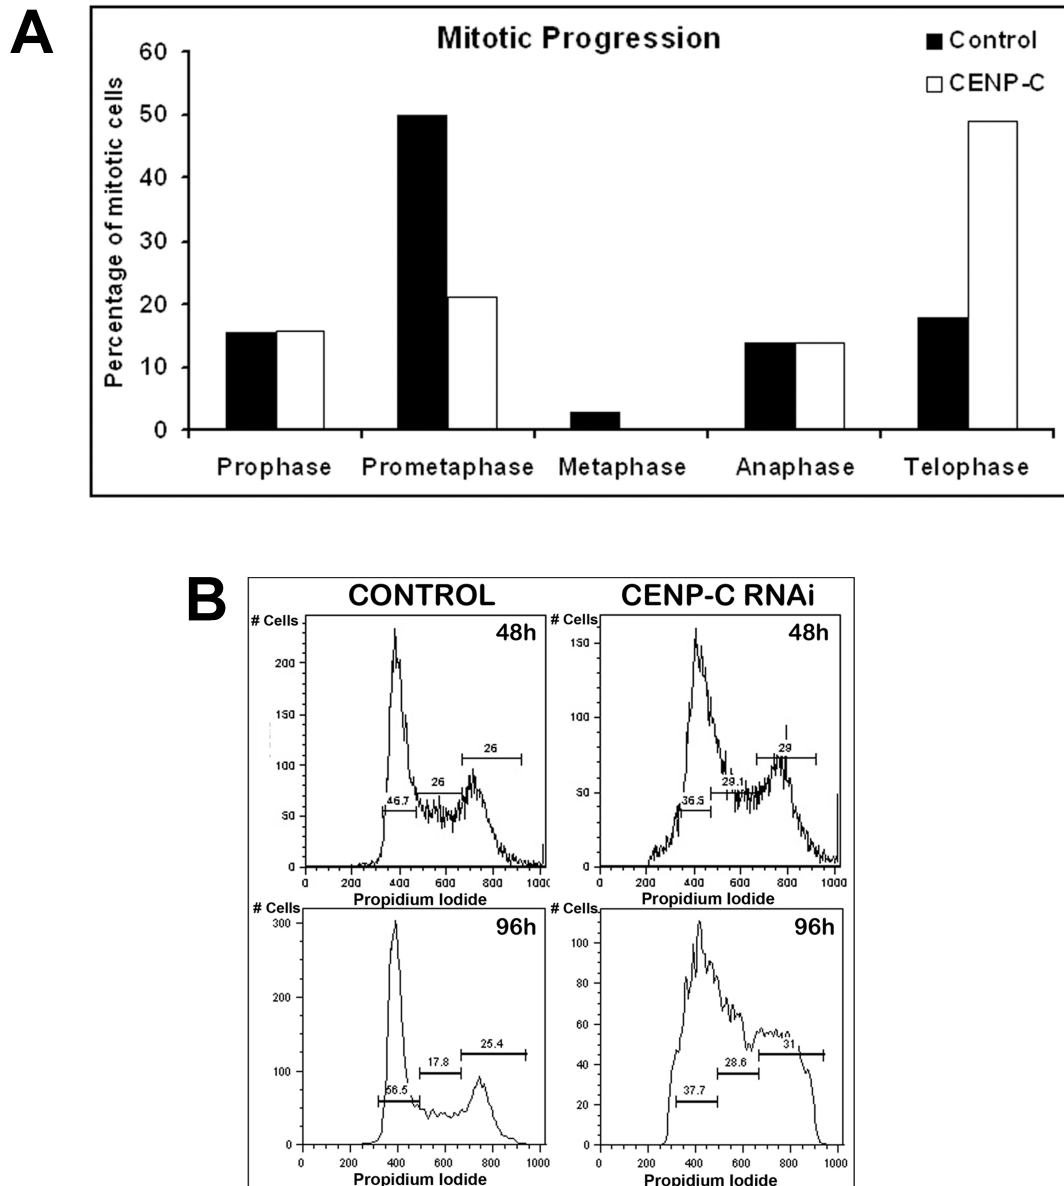 A
Mitotic Progression
Control
CENP-C
Percentage of mitotic cells
60
50
40
30
20
10
0
Prophase Prometaphase Metaphase Anaphase Telophase
B
CONTROL CENP-C RNAi
# Cells 48h
200
150
100
50
0
26
26
46.7
0 200 400 600 800 1000
Propidium Iodide
# Cells 48h
150
100
50
0
29
29.1
36.5
0 200 400 600 800 1000
Propidium Iodide
# Cells 96h
300
200
100
0
25.4
17.8
56.5
0 200 400 600 800 1000
Propidium Iodide
# Cells 96h
100
80
60
40
20
0
31
28.6
37.7
0 200 400 600 800 1000
Propidium Iodide